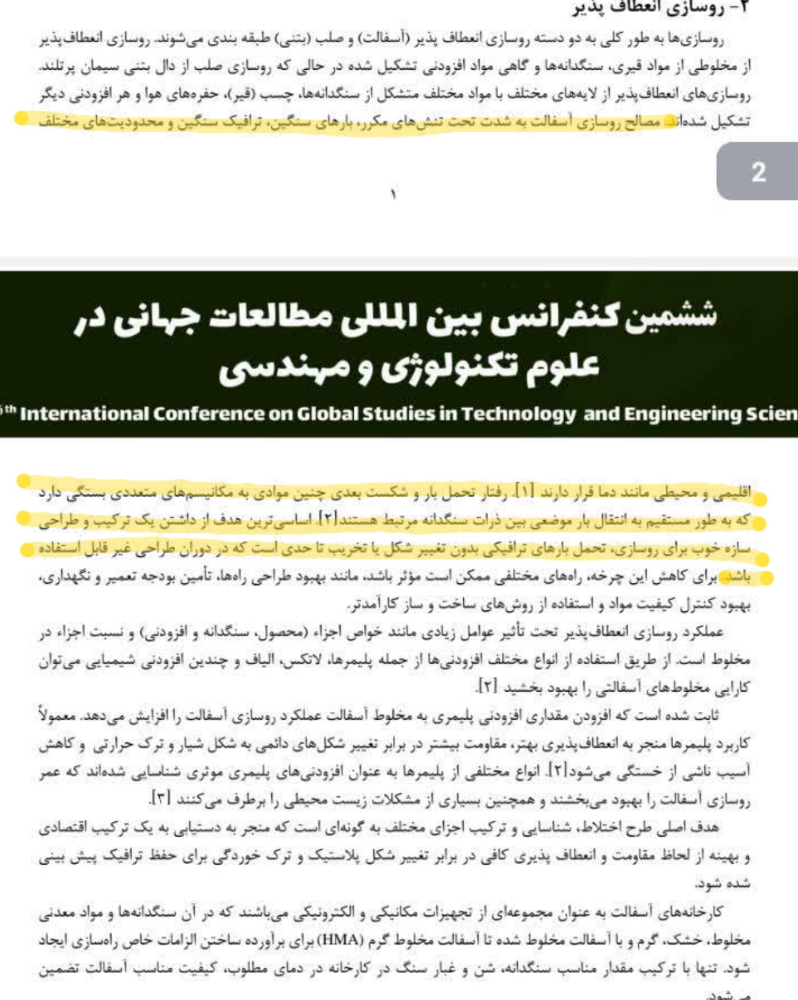 ۲- روسازی انعطاف پذیر
روسازی‌ها به طور کلی به دو دسته روسازی انعطاف پذیر (آسفالت) و صلب (بتنی) طبقه بندی می‌شوند. روسازی انعطاف‌پذیر
از مخلوطی از مواد قیری، سنگدانه‌ها و گاهی مواد افزودنی تشکیل شده در حالی که روسازی صلب از دال بتنی سیمان پرتلند.
روسازی‌های انعطاف‌پذیر از لایه‌های مختلف با مواد مختلف متشکل از سنگدانه‌ها، چسب (قیر)، حفره‌های هوا و هر افزودنی دیگر
تشکیل شده‌اند. مصالح روسازی آسفالت به شدت تحت تنش‌های مکرر، بارهای سنگین، ترافیک سنگین و محدودیت‌های مختلف
2
۱
ششمین کنفرانس بین المللی مطالعات جهانی در
علوم تکنولوژی و مهندسی
th International Conference on Global Studies in Technology and Engineering Scien
اقلیمی و محیطی مانند دما قرار دارند [۱]. رفتار تحمل بار و شکست بعدی چنین موادی به مکانیسم‌های متعددی بستگی دارد
که به طور مستقیم به انتقال بار موضعی بین ذرات سنگدانه مرتبط هستند[۲]. اساسی‌ترین هدف از داشتن یک ترکیب و طراحی
سازه خوب برای روسازی، تحمل بارهای ترافیکی بدون تغییر شکل یا تخریب تا حدی است که در دوران طراحی غیر قابل استفاده
باشد. برای کاهش این چرخه، راه‌های مختلفی ممکن است مؤثر باشد، مانند بهبود طراحی راه‌ها، تأمین بودجه تعمیر و نگهداری،
بهبود کنترل کیفیت مواد و استفاده از روش‌های ساخت و ساز کارآمدتر.
عملکرد روسازی انعطاف‌پذیر تحت تأثیر عوامل زیادی مانند خواص اجزاء (محصول، سنگدانه و افزودنی) و نسبت اجزاء در
مخلوط است. از طریق استفاده از انواع مختلف افزودنی‌ها از جمله پلیمرها، لاتکس، الیاف و چندین افزودنی شیمیایی می‌توان
کارایی مخلوط‌های آسفالتی را بهبود بخشید [۲].
ثابت شده است که افزودن مقداری افزودنی پلیمری به مخلوط آسفالت عملکرد روسازی آسفالت را افزایش می‌دهد. معمولاً
کاربرد پلیمرها منجر به انعطاف‌پذیری بهتر، مقاومت بیشتر در برابر تغییر شکل‌های دائمی به شکل شیار و ترک حرارتی و کاهش
آسیب ناشی از خستگی می‌شود[۲]. انواع مختلفی از پلیمرها به عنوان افزودنی‌های پلیمری موثری شناسایی شده‌اند که عمر
روسازی آسفالت را بهبود می‌بخشند و همچنین بسیاری از مشکلات زیست محیطی را برطرف می‌کنند [۳].
هدف اصلی طرح اختلاط، شناسایی و ترکیب اجزای مختلف به گونه‌ای است که منجر به دستیابی به یک ترکیب اقتصادی
و بهینه از لحاظ مقاومت و انعطاف پذیری کافی در برابر تغییر شکل پلاستیک و ترک خوردگی برای حفظ ترافیک پیش بینی
شده شود.
کارخانه‌های آسفالت به عنوان مجموعه‌ای از تجهیزات مکانیکی و الکترونیکی می‌باشند که در آن سنگدانه‌ها و مواد معدنی
مخلوط، خشک، گرم و با آسفالت مخلوط شده تا آسفالت مخلوط گرم (HMA) برای برآورده ساختن الزامات خاص راه‌سازی ایجاد
شود. تنها با ترکیب مقدار مناسب سنگدانه، شن و غبار سنگ در کارخانه در دمای مطلوب، کیفیت مناسب آسفالت تضمین
می‌شود.